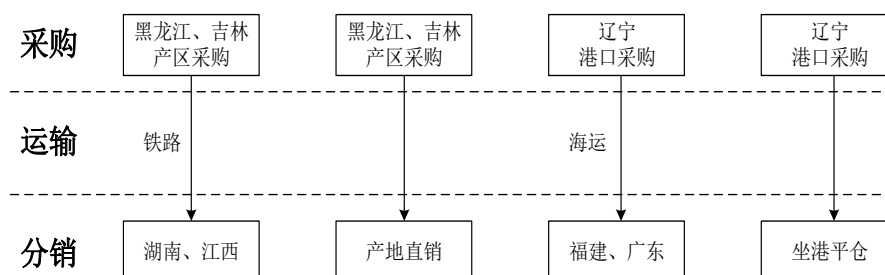 采购
黑龙江、吉林
产区采购
黑龙江、吉林
产区采购
辽宁
港口采购
辽宁
港口采购
运输
铁路
海运
分销
湖南、江西
产地直销
福建、广东
坐港平仓